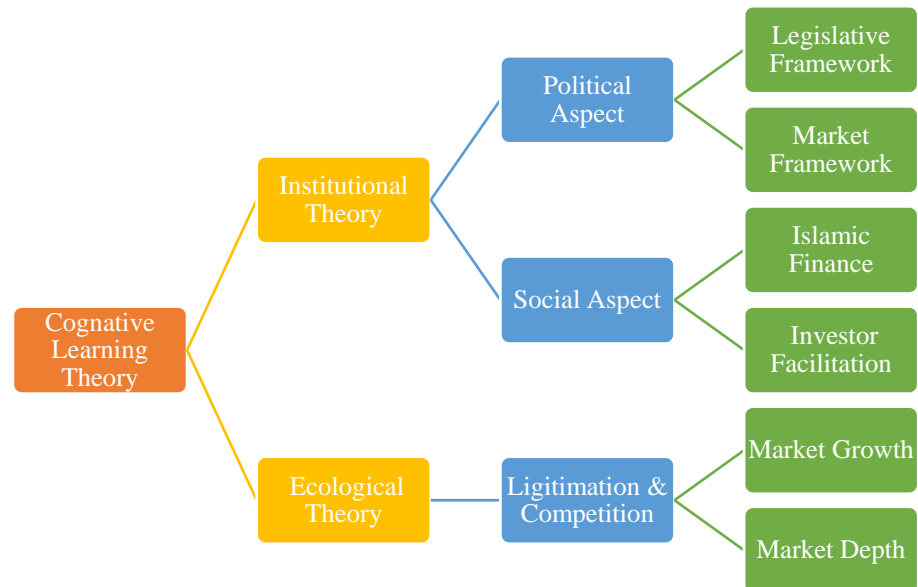 Cognative
Learning
Theory
Institutional
Theory
Ecological
Theory
Political
Aspect
Social Aspect
Ligitimation &
Competition
Legislative
Framework
Market
Framework
Islamic
Finance
Investor
Facilitation
Market Growth
Market Depth